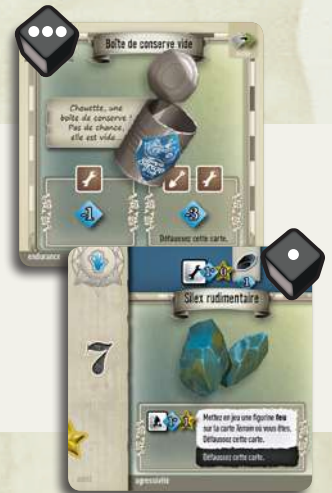 Boîte de conserve vide
Chouette, une
boîte de conserve !
Pas de chance,
elle est vide...
-1
-3
Défaussez cette carte.
endurance
Silex rudimentaire
7
Mettez en jeu une figurine feu
sur la carte Terrain où vous êtes.
Défaussez cette carte.
Défaussez cette carte.
agressivité